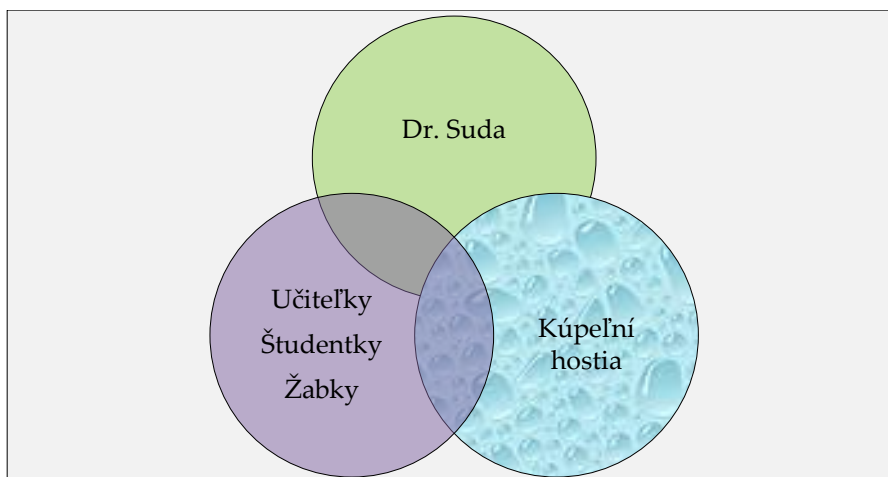 Dr. Suda
Učiteľky
Študentky
Žabky
Kúpeľní
hostia